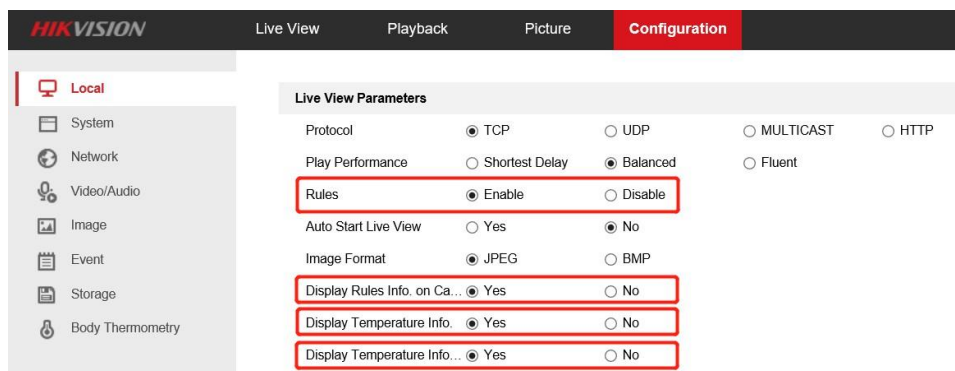 HIKVISION Live View Playback Picture Configuration
Local
System
Network
Video/Audio
Image
Event
Storage
Body Thermometry
Live View Parameters
Protocol TCP UDP MULTICAST HTTP
Play Performance Shortest Delay Balanced Fluent
Rules Enable Disable
Auto Start Live View Yes No
Image Format JPEG BMP
Display Rules Info. on Ca... Yes No
Display Temperature Info. Yes No
Display Temperature Info... Yes No